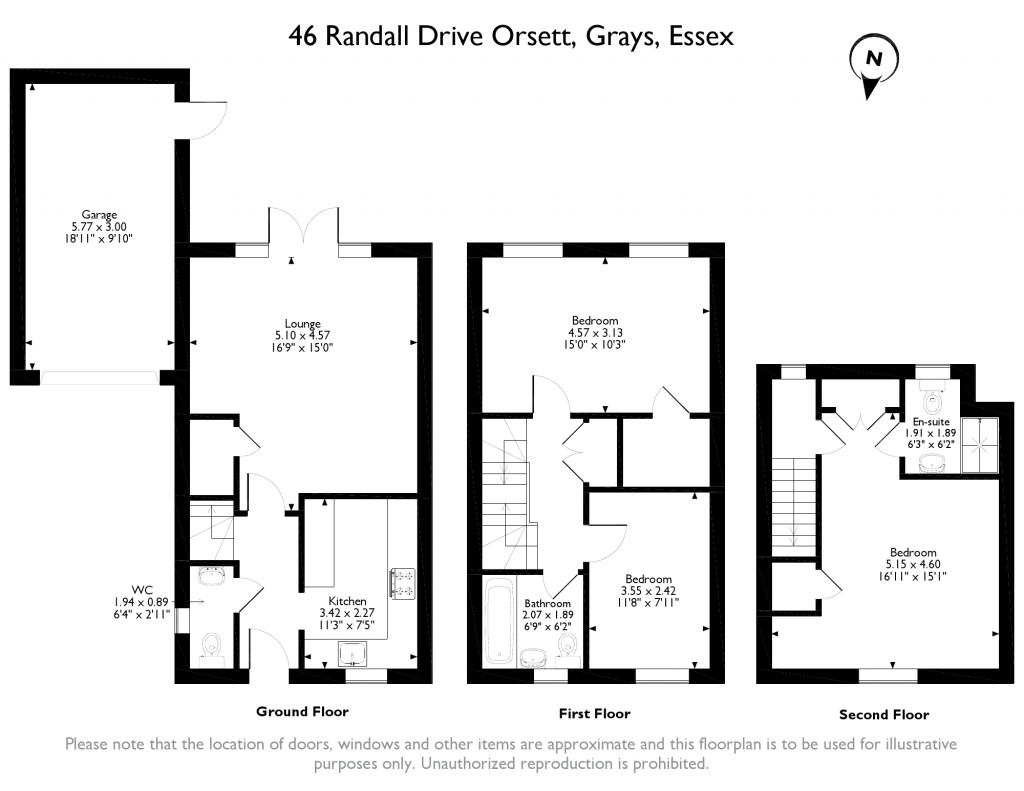 46 Randall Drive Orsett, Grays, Essex
N
Garage
5.77 x 3.00
18'11" x 9'10"
Lounge
5.10 x 4.57
16'9" x 15'0"
WC
1.94 x 0.89
6'4" x 2'11"
Kitchen
3.42 x 2.27
11'3" x 7'5"
Ground Floor
Bedroom
4.57 x 3.13
15'0" x 10'3"
Bedroom
3.55 x 2.42
11'8" x 7'11"
Bathroom
2.07 x 1.89
6'9" x 6'2"
First Floor
En-suite
1.91 x 1.89
6'3" x 6'2"
Bedroom
5.15 x 4.60
16'11" x 15'1"
Second Floor
Please note that the location of doors, windows and other items are approximate and this floorplan is to be used for illustrative
purposes only. Unauthorized reproduction is prohibited.